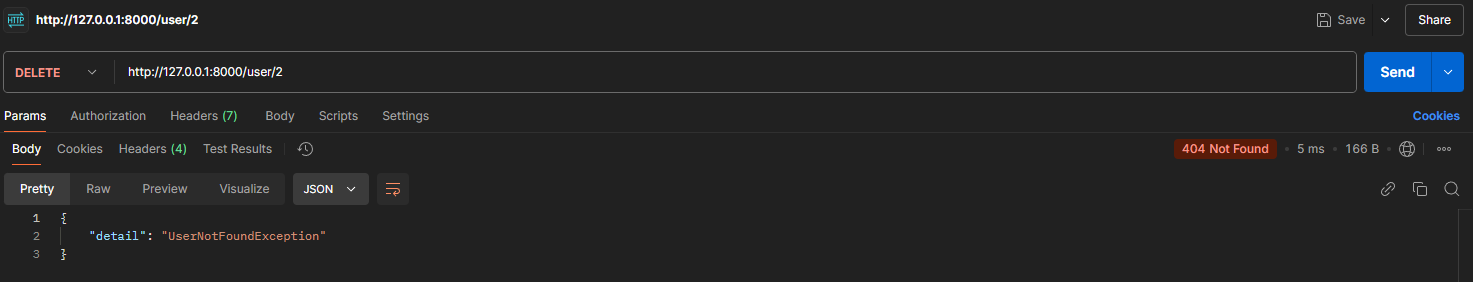 HTTP http://127.0.0.1:8000/user/2 Save Share
DELETE http://127.0.0.1:8000/user/2 Send
Params Authorization Headers (7) Body Scripts Settings Cookies
Body Cookies Headers (4) Test Results 404 Not Found • 5 ms • 166 B
Pretty Raw Preview Visualize JSON
1 {
2 "detail": "UserNotFoundException"
3 }